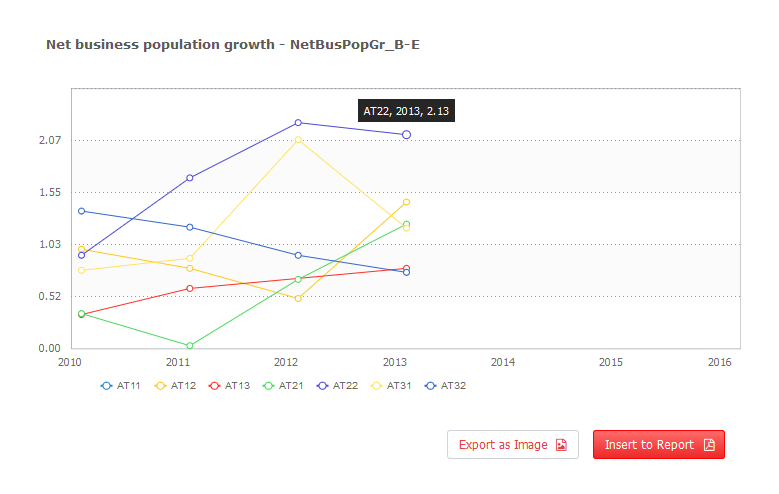 Net business population growth - NetBusPopGr_B-E
AT22, 2013, 2.13
2.07
1.55
1.03
0.52
0.00
2010 2011 2012 2013 2014 2015 2016
AT11 AT12 AT13 AT21 AT22 AT31 AT32
Export as Image Insert to Report